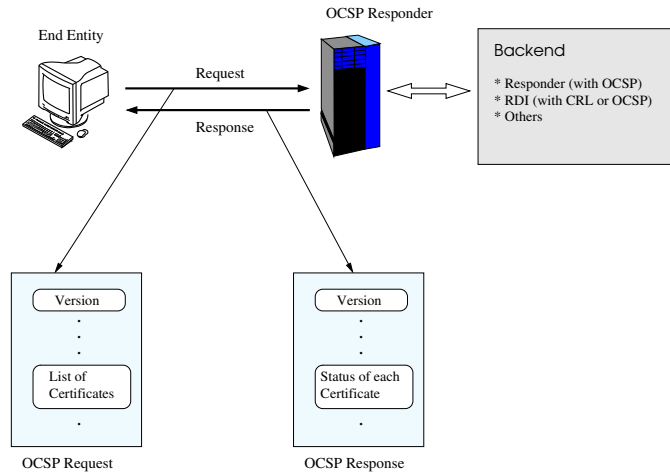 OCSP Responder
End Entity
Backend
Request
* Responder (with OCSP)
* RDI (with CRL or OCSP)
* Others
Response
Version
Version
List of
Certificates
Status of each
Certificate
OCSP Request
OCSP Response